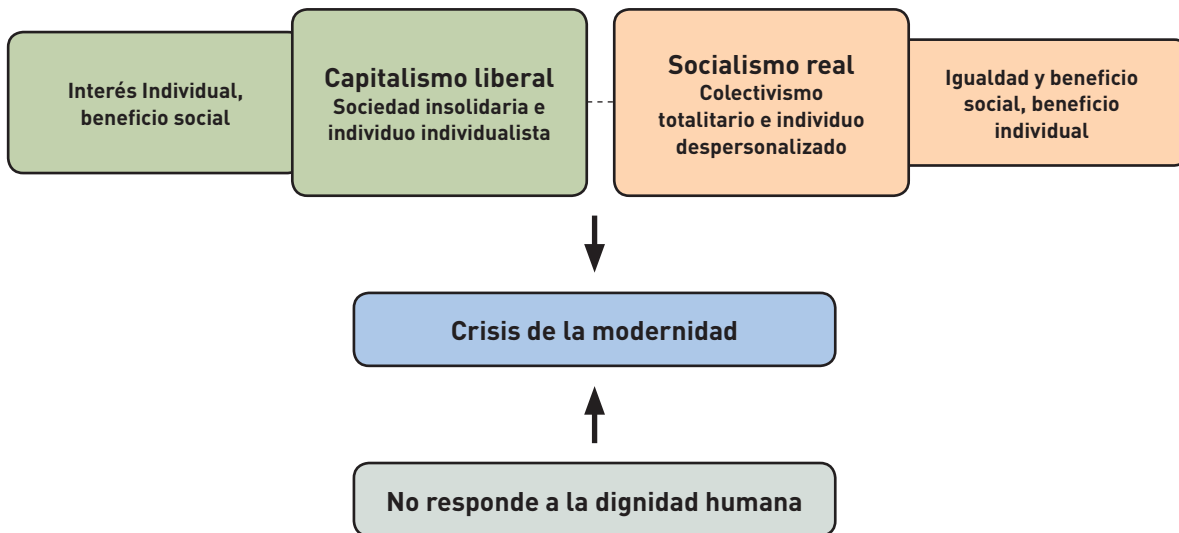 Interés Individual,
beneficio social
Capitalismo liberal
Sociedad insolidaria e
individuo individualista
Socialismo real
Colectivismo
totalitario e individuo
despersonalizado
Igualdad y beneficio
social, beneficio
individual
Crisis de la modernidad
No responde a la dignidad humana